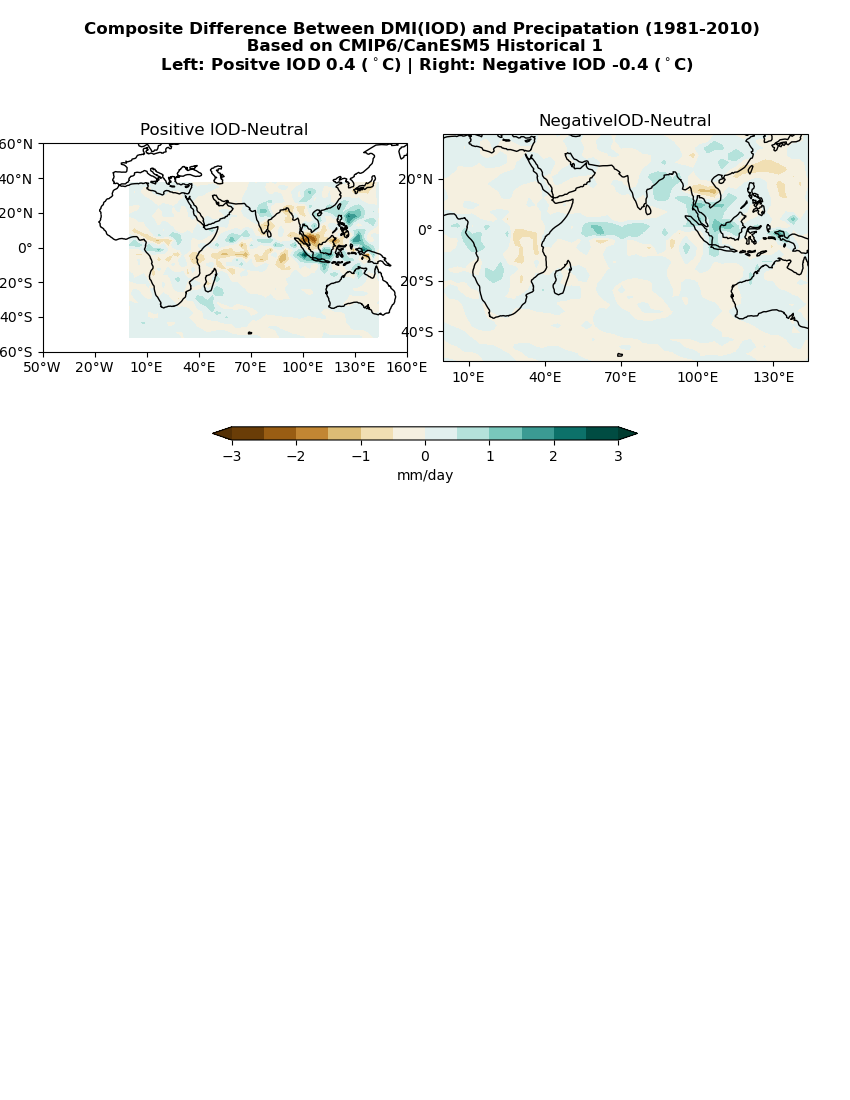 Composite Difference Between DMI(IOD) and Precipatation (1981-2010)
Based on CMIP6/CanESM5 Historical 1
Left: Positve IOD 0.4 (°C) | Right: Negative IOD -0.4 (°C)
Positive IOD-Neutral
NegativeIOD-Neutral
60°N
40°N
20°N
0°
20°S
40°S
60°S
50°W 20°W 10°E 40°E 70°E 100°E 130°E 160°E
20°N
0°
20°S
40°S
10°E 40°E 70°E 100°E 130°E
−3 −2 −1 0 1 2 3
mm/day